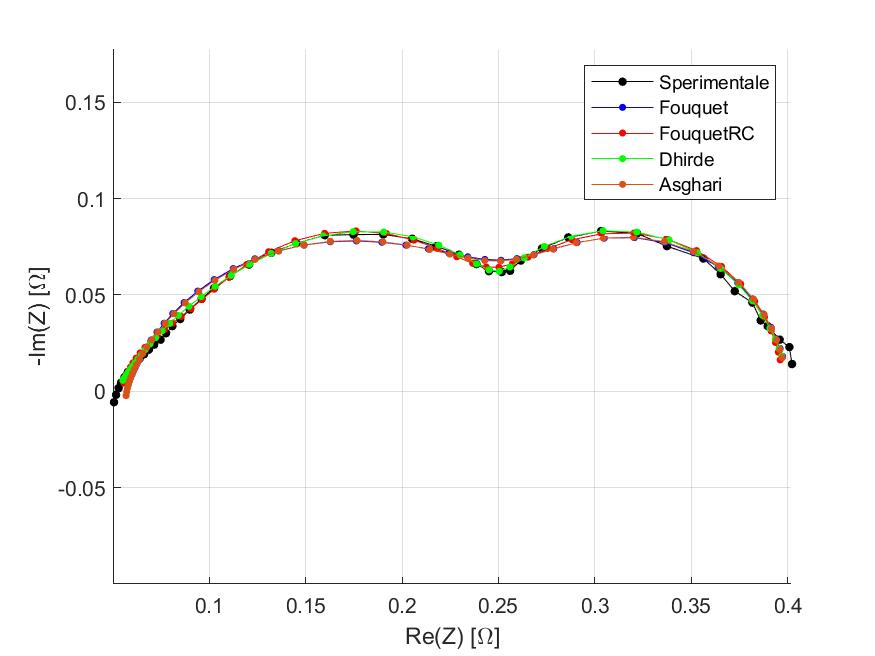 0.15
0.1
0.05
0
-0.05
-Im(Z) [Ω]
Sperimentale
Fouquet
FouquetRC
Dhirde
Asghari
0.1 0.15 0.2 0.25 0.3 0.35 0.4
Re(Z) [Ω]